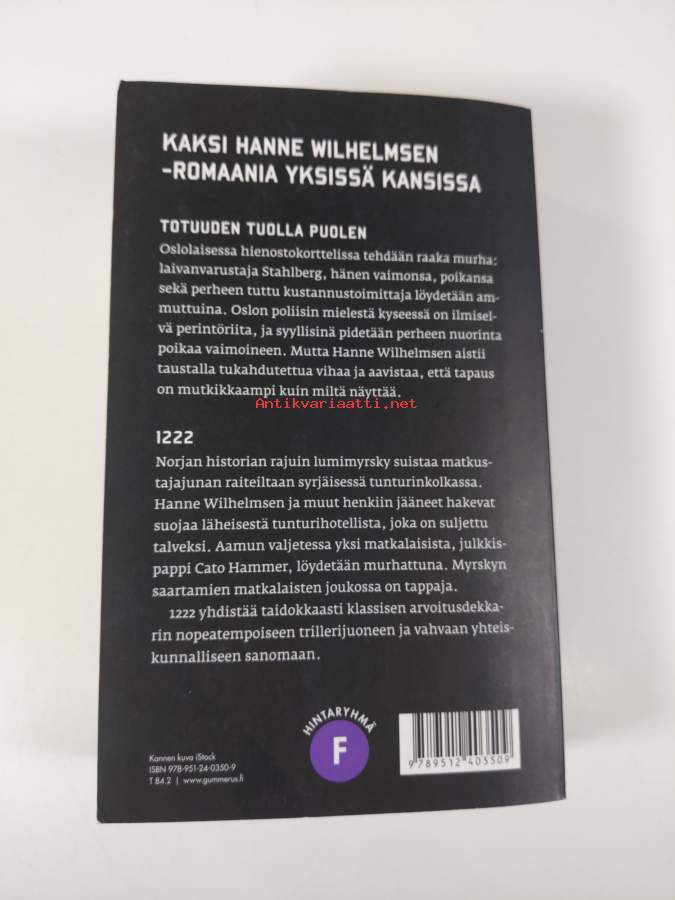 KAKSI HANNE WILHELMSEN
-ROMAANIA YKSISSÄ KANSISSA
TOTUUDEN TUOLLA PUOLEN
Oslolaisessa hienostokorttelissa tehdään raaka murha:
laivanvarustaja Stahlberg, hänen vaimonsa, poikansa
sekä perheen tuttu kustannustoimittaja löydetään am-
muttuina. Oslon poliisin mielestä kyseessä on ilmisel-
vä perintöriita, ja syyllisinä pidetään perheen nuorinta
poikaa vaimoineen. Mutta Hanne Wilhelmsen aistii
taustalla tukahdutettua vihaa ja aavistaa, että tapaus
on mutkikkaampi kuin miltä näyttää.
Antikvariaatti.net
1222
Norjan historian rajuin lumimyrsky suistaa matkus-
tajajunan raiteiltaan syrjäisessä tunturinkolkassa.
Hanne Wilhelmsen ja muut henkiin jääneet hakevat
suojaa läheisestä tunturihotellista, joka on suljettu
talveksi. Aamun valjetessa yksi matkalaisista, julkkis-
pappi Cato Hammer, löydetään murhattuna. Myrskyn
saartamien matkalaisten joukossa on tappaja.
1222 yhdistää taidokkaasti klassisen arvoitusdekka-
rin nopeatempoiseen trillerijuoneen ja vahvaan yhteis-
kunnalliseen sanomaan.
HINTARYHMÄ
F
Kannen kuva iStock
ISBN 978-951-24-0350-9
T 84.2 | www.gummerus.fi
9789512403509